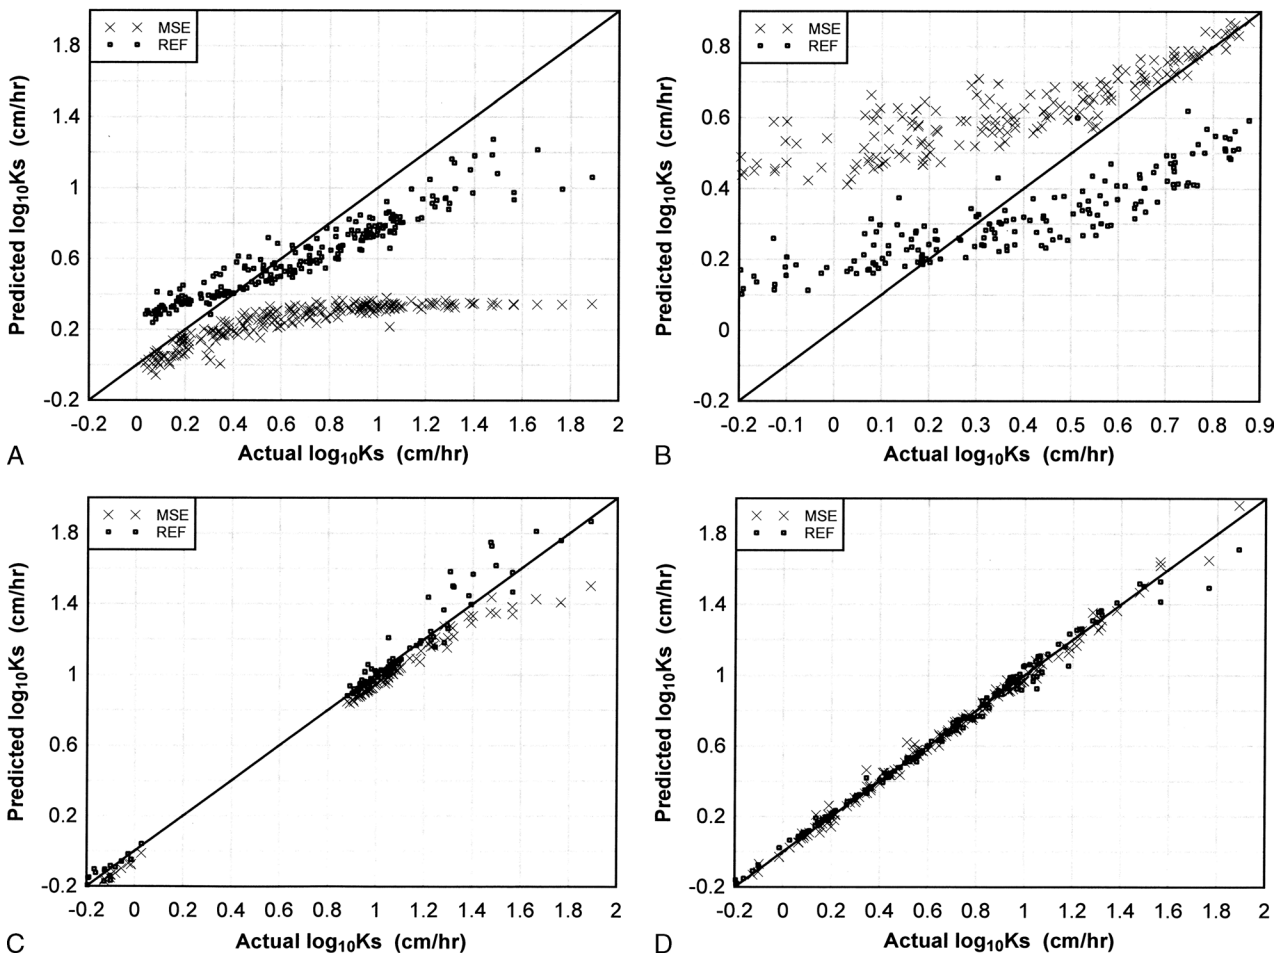 × × MSE
▫ ▫ REF
1.8
1.4
1
0.6
0.2
-0.2
Predicted log₁₀Ks (cm/hr)
-0.2 0 0.2 0.4 0.6 0.8 1 1.2 1.4 1.6 1.8 2
A
Actual log₁₀Ks (cm/hr)
× × MSE
▫ ▫ REF
0.8
0.6
0.4
0.2
0
-0.2
Predicted log₁₀Ks (cm/hr)
-0.2 -0.1 0 0.1 0.2 0.3 0.4 0.5 0.6 0.7 0.8 0.9
B
Actual log₁₀Ks (cm/hr)
× × MSE
▫ ▫ REF
1.8
1.4
1
0.6
0.2
-0.2
Predicted log₁₀Ks (cm/hr)
-0.2 0 0.2 0.4 0.6 0.8 1 1.2 1.4 1.6 1.8 2
C
Actual log₁₀Ks (cm/hr)
× × MSE
▫ ▫ REF
1.8
1.4
1
0.6
0.2
-0.2
Predicted log₁₀Ks (cm/hr)
-0.2 0 0.2 0.4 0.6 0.8 1 1.2 1.4 1.6 1.8 2
D
Actual log₁₀Ks (cm/hr)